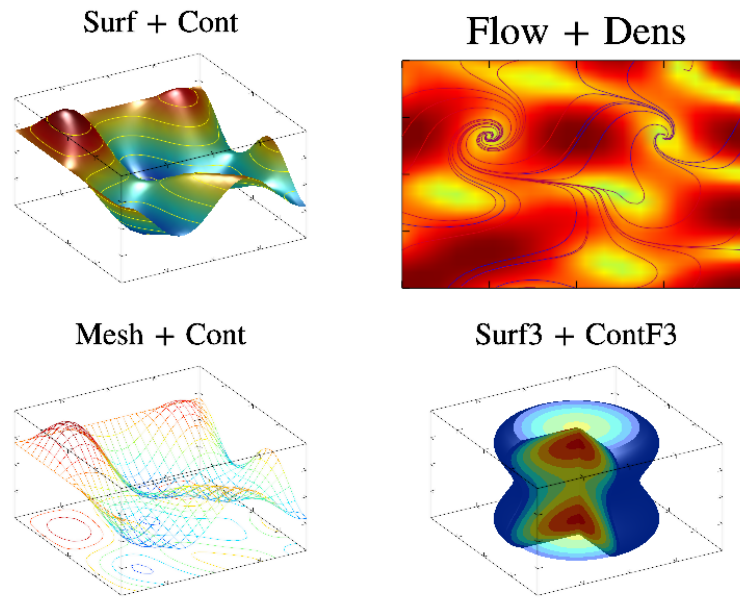 Surf + Cont
Flow + Dens
Mesh + Cont
Surf3 + ContF3